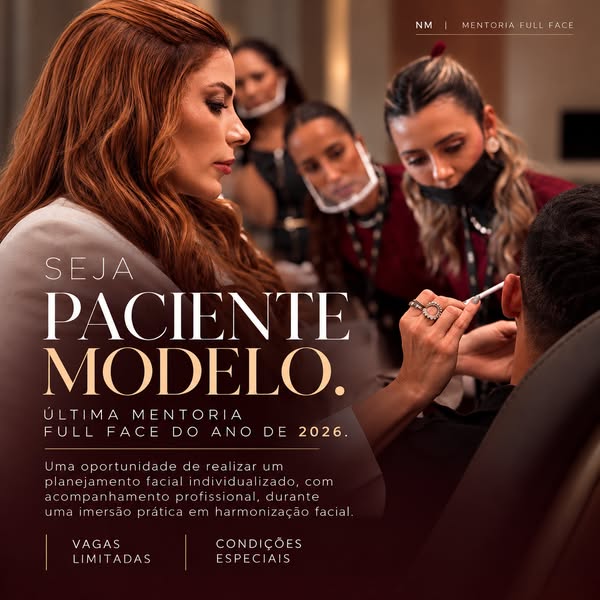 NM | MENTORIA FULL FACE
SEJA
PACIENTE
MODELO.
ÚLTIMA MENTORIA
FULL FACE DO ANO DE 2026.
Uma oportunidade de realizar um
planejamento facial individualizado, com
acompanhamento profissional, durante
uma imersão prática em harmonização facial.
VAGAS
LIMITADAS
CONDIÇÕES
ESPECIAIS